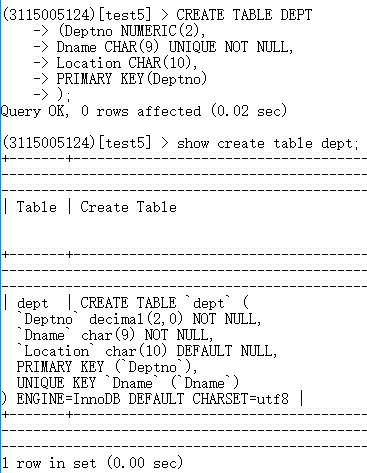 (3115005124)[test5] > CREATE TABLE DEPT
-> (Deptno NUMERIC(2),
-> Dname CHAR(9) UNIQUE NOT NULL,
-> Location CHAR(10),
-> PRIMARY KEY(Deptno)
-> );
Query OK, 0 rows affected (0.02 sec)
(3115005124)[test5] > show create table dept;
+-------+------------------------------
----------------------------------------
----------------------------------------
| Table | Create Table
+-------+------------------------------
----------------------------------------
----------------------------------------
| dept | CREATE TABLE `dept` (
`Deptno` decimal(2,0) NOT NULL,
`Dname` char(9) NOT NULL,
`Location` char(10) DEFAULT NULL,
PRIMARY KEY (`Deptno`),
UNIQUE KEY `Dname` (`Dname`)
) ENGINE=InnoDB DEFAULT CHARSET=utf8 |
+-------+------------------------------
----------------------------------------
----------------------------------------
1 row in set (0.00 sec)